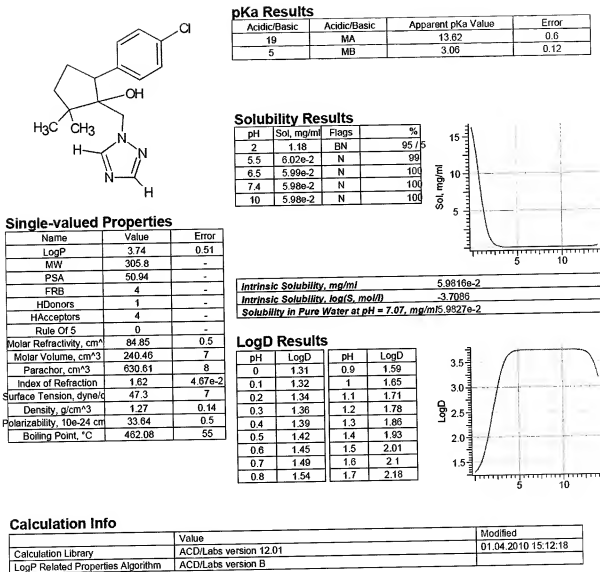 Cl
OH
H3C CH3
N
H N
N
H
pKa Results
Acidic/Basic Acidic/Basic Apparent pKa Value Error
19 MA 13.62 0.6
5 MB 3.06 0.12
Solubility Results
pH Sol, mg/ml Flags %
2 1.18 BN 95 / 5
5.5 6.02e-2 N 99
6.5 5.99e-2 N 100
7.4 5.98e-2 N 100
10 5.98e-2 N 100
Sol, mg/ml
15
10
5
5 10
Single-valued Properties
Name Value Error
LogP 3.74 0.51
MW 305.8 -
PSA 50.94 -
FRB 4 -
HDonors 1 -
HAcceptors 4 -
Rule Of 5 0 -
Molar Refractivity, cm^ 84.85 0.5
Molar Volume, cm^3 240.46 7
Parachor, cm^3 630.61 8
Index of Refraction 1.62 4.67e-2
Surface Tension, dyne/c 47.3 7
Density, g/cm^3 1.27 0.14
Polarizability, 10e-24 cm 33.64 0.5
Boiling Point, °C 462.08 55
Intrinsic Solubility, mg/ml 5.9816e-2
Intrinsic Solubility, log(S, mol/l) -3.7086
Solubility in Pure Water at pH = 7.07, mg/ml 5.9827e-2
LogD Results
pH LogD pH LogD
0 1.31 0.9 1.59
0.1 1.32 1 1.65
0.2 1.34 1.1 1.71
0.3 1.36 1.2 1.78
0.4 1.39 1.3 1.86
0.5 1.42 1.4 1.93
0.6 1.45 1.5 2.01
0.7 1.49 1.6 2.1
0.8 1.54 1.7 2.18
LogD
3.5
3.0
2.5
2.0
1.5
5 10
Calculation Info
Value Modified
Calculation Library ACD/Labs version 12.01 01.04.2010 15:12:18
LogP Related Properties Algorithm ACD/Labs version B